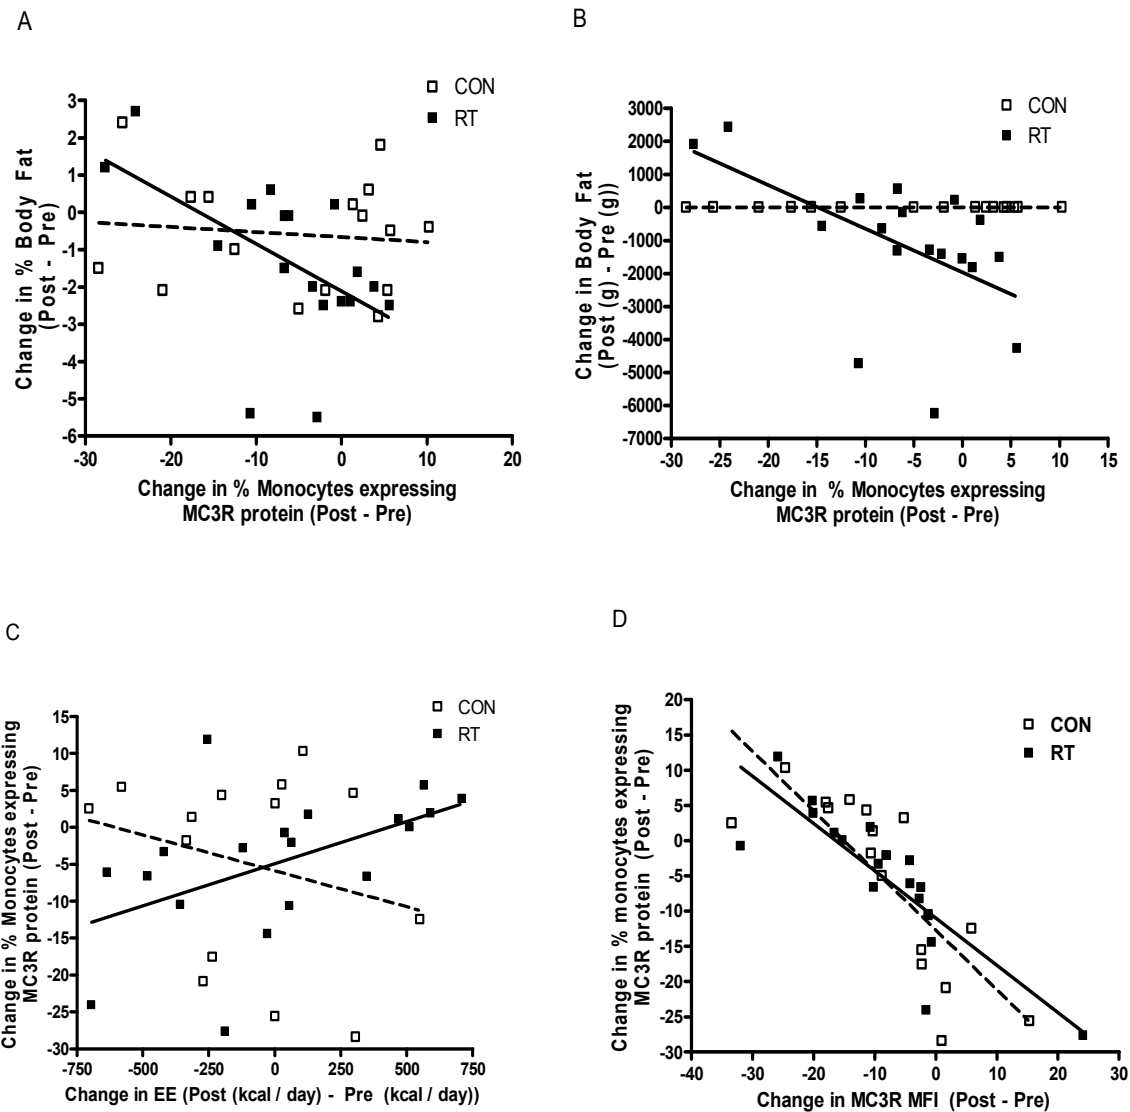 A
CON
RT
Change in % Body Fat
(Post - Pre)
3
2
1
0
-1
-2
-3
-4
-5
-6
-30 -20 -10 0 10 20
Change in % Monocytes expressing
MC3R protein (Post - Pre)
B
CON
RT
Change in Body Fat
(Post (g) - Pre (g))
3000
2000
1000
0
-1000
-2000
-3000
-4000
-5000
-6000
-7000
-30 -25 -20 -15 -10 -5 0 5 10 15
Change in % Monocytes expressing
MC3R protein (Post - Pre)
C
CON
RT
Change in % Monocytes expressing
MC3R protein (Post - Pre)
15
10
5
0
-5
-10
-15
-20
-25
-30
-750 -500 -250 0 250 500 750
Change in EE (Post (kcal / day) - Pre (kcal / day))
D
CON
RT
Change in % monocytes expressing
MC3R protein (Post - Pre)
20
15
10
5
0
-5
-10
-15
-20
-25
-30
-40 -30 -20 -10 0 10 20 30
Change in MC3R MFI (Post - Pre)